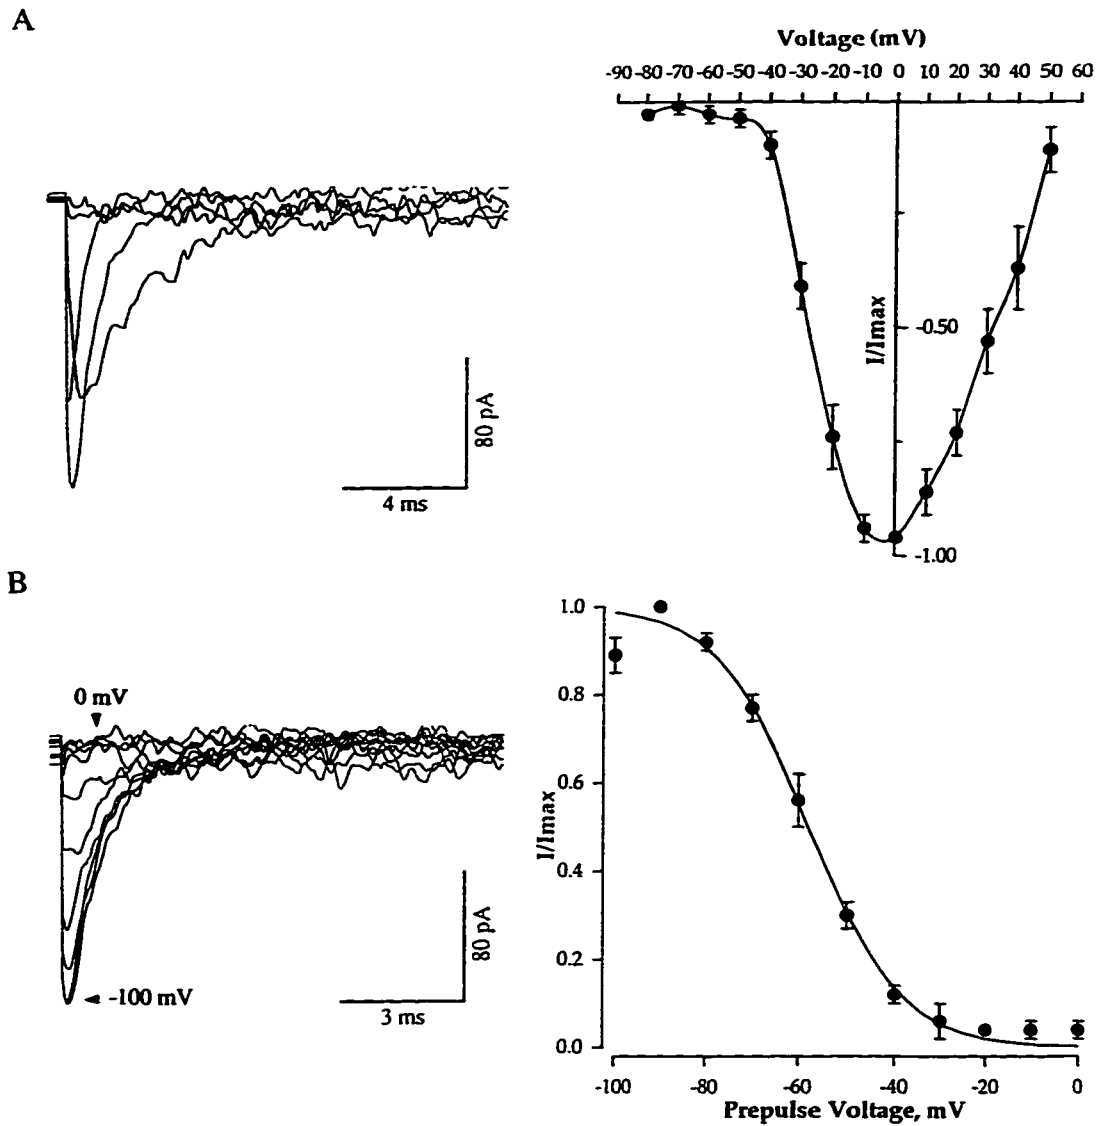 A
Voltage (mV)
-90 -80 -70 -60 -50 -40 -30 -20 -10 0 10 20 30 40 50 60
I/Imax
-0.50
-1.00
80 pA
4 ms
B
0 mV
-100 mV
80 pA
3 ms
1.0
0.8
0.6
0.4
0.2
0.0
I/Imax
-100 -80 -60 -40 -20 0
Prepulse Voltage, mV